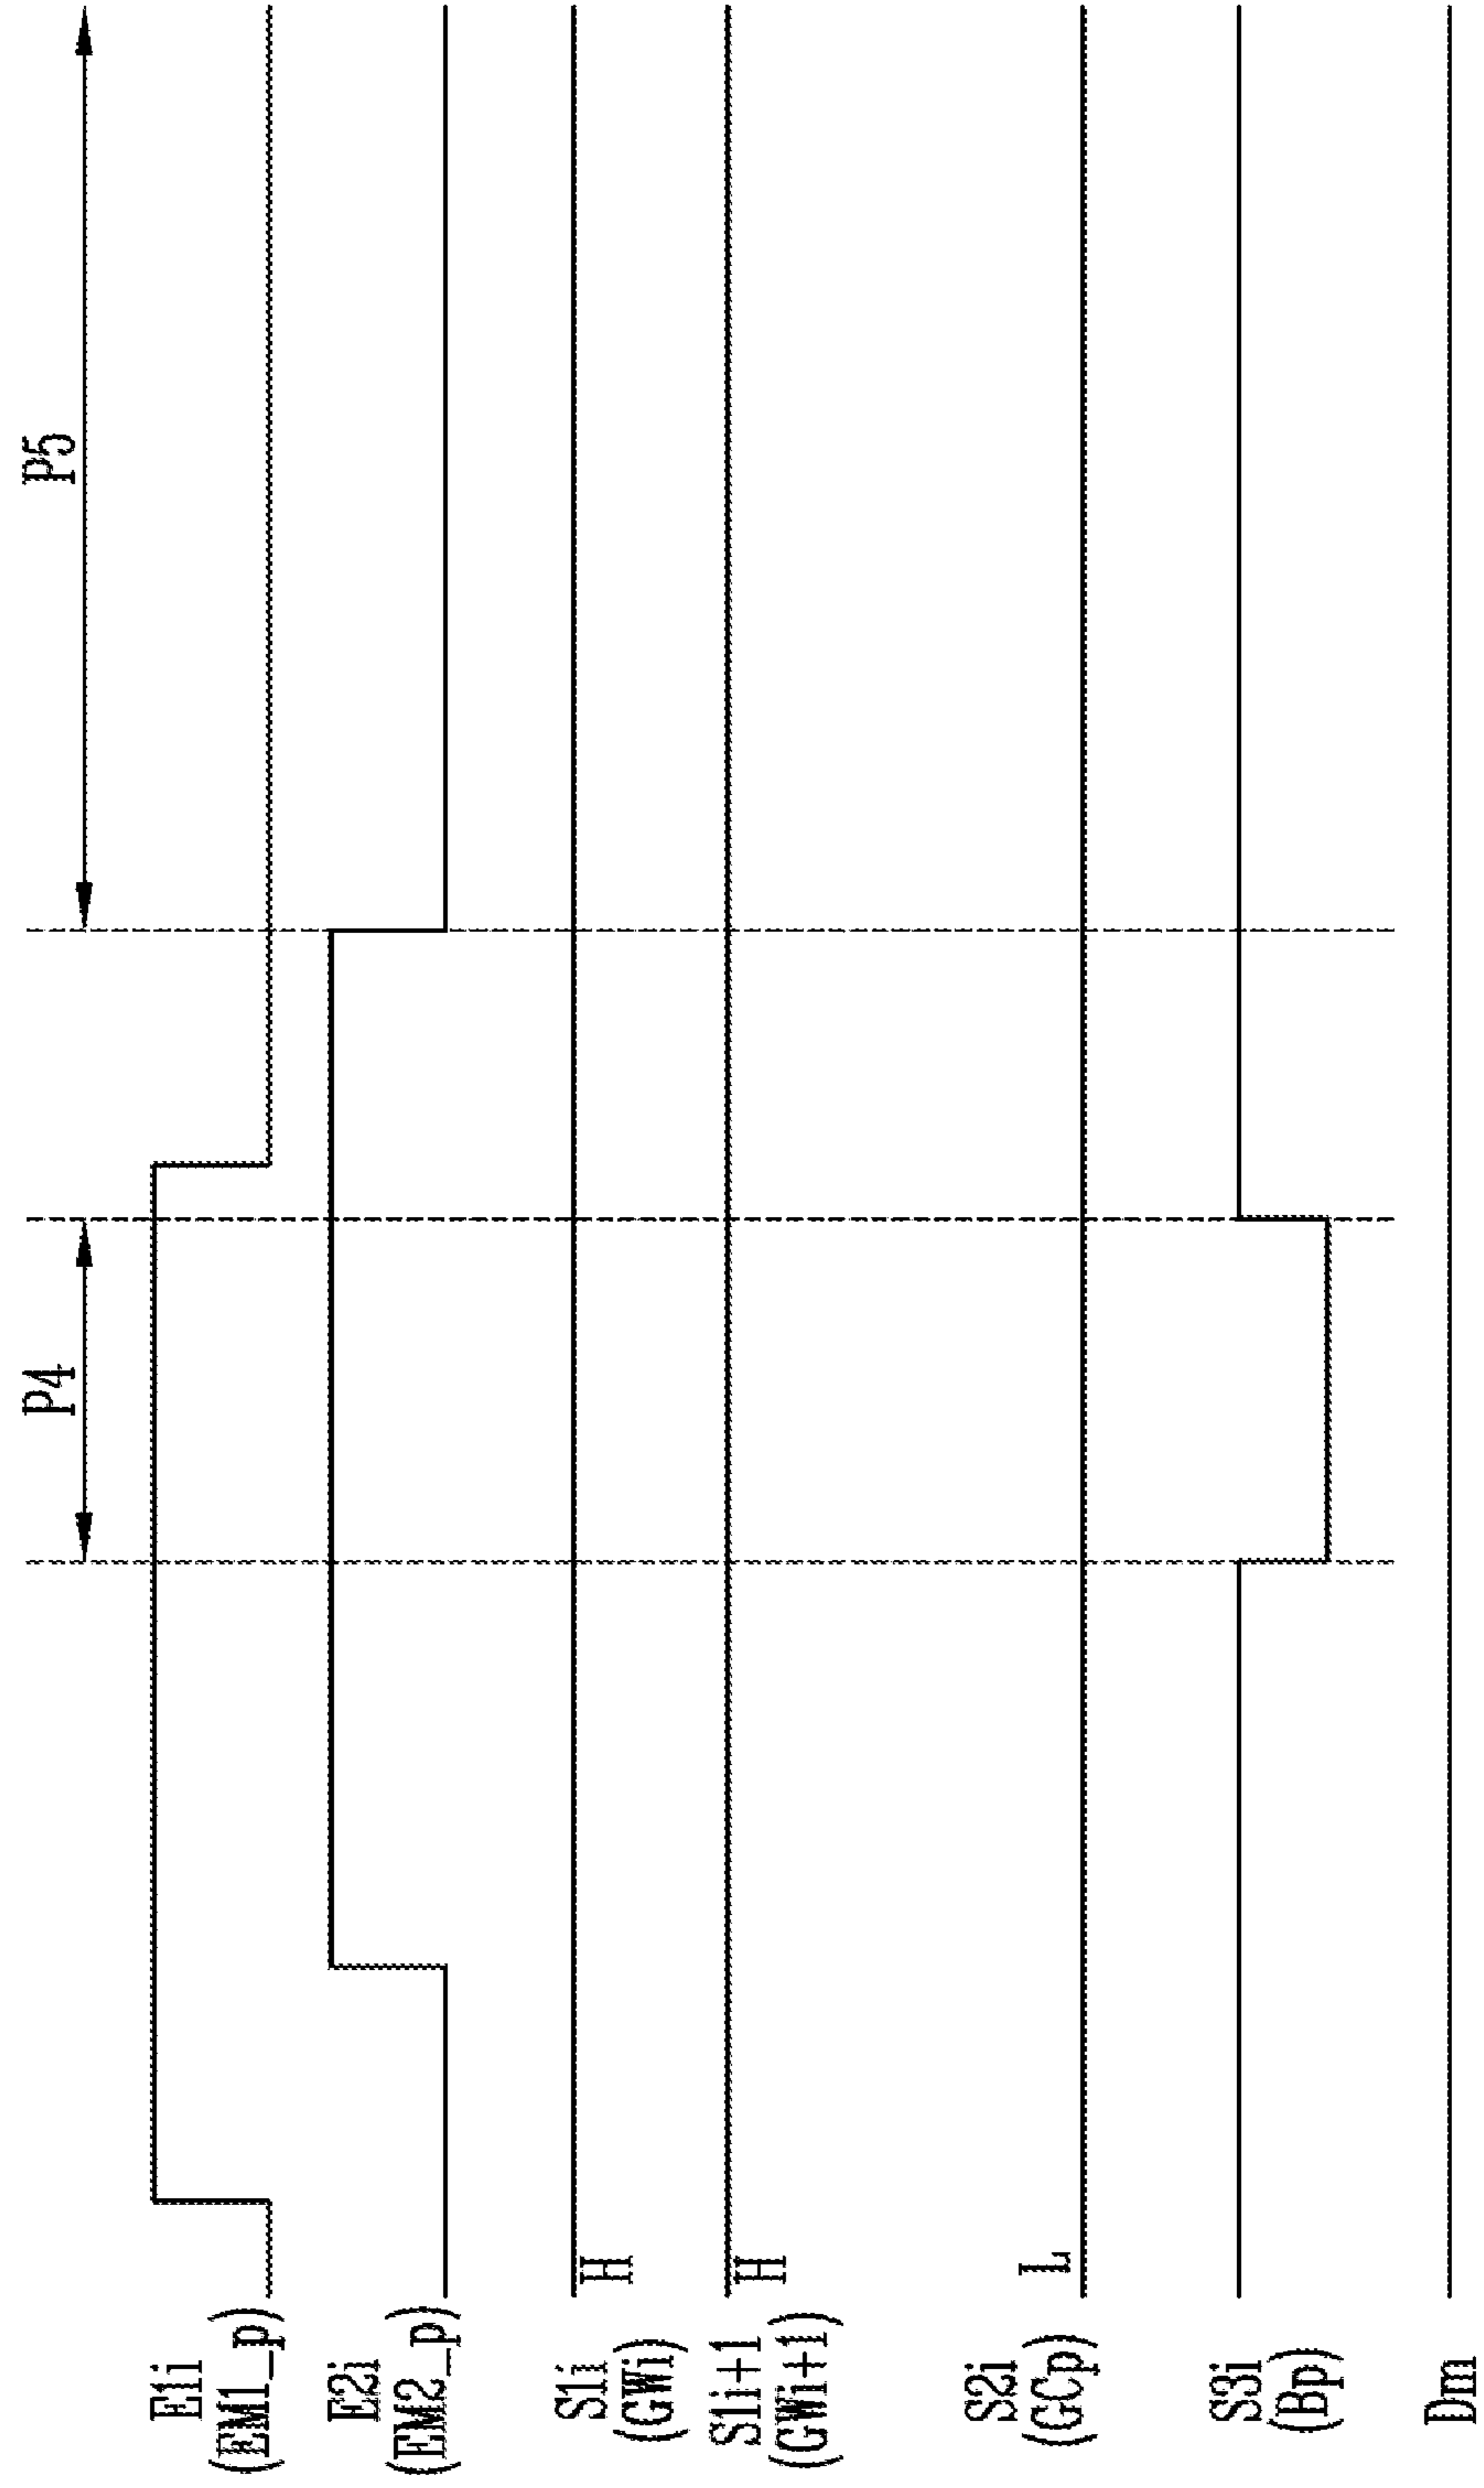 P4
P5
E1i
(EM1_p)
E2i
(EM2_p)
S1i
(GWi)
H
S1i+1
(GWi+1)
H
S2i
(GCp)
L
S3i
(Bp)
Dm